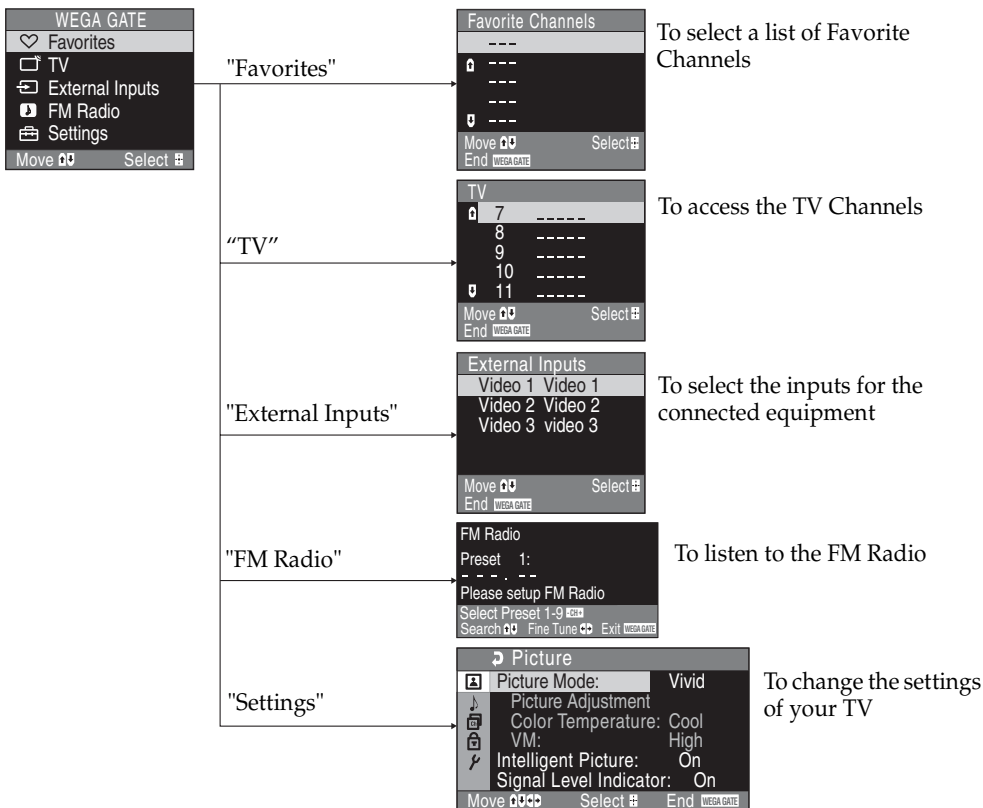 WEGA GATE
Favorites
TV
External Inputs
FM Radio
Settings
Move Select
"Favorites"
Favorite Channels
---
---
---
---
---
Move Select
End WEGA GATE
To select a list of Favorite
Channels
"TV"
TV
7 -----
8 -----
9 -----
10 -----
11 -----
Move Select
End WEGA GATE
To access the TV Channels
"External Inputs"
External Inputs
Video 1 Video 1
Video 2 Video 2
Video 3 video 3
Move Select
End WEGA GATE
To select the inputs for the
connected equipment
"FM Radio"
FM Radio
Preset 1:
---.--
Please setup FM Radio
Select Preset 1-9 -CH+
Search Fine Tune Exit WEGA GATE
To listen to the FM Radio
"Settings"
Picture
Picture Mode: Vivid
Picture Adjustment
Color Temperature: Cool
VM: High
Intelligent Picture: On
Signal Level Indicator: On
Move Select End WEGA GATE
To change the settings
of your TV